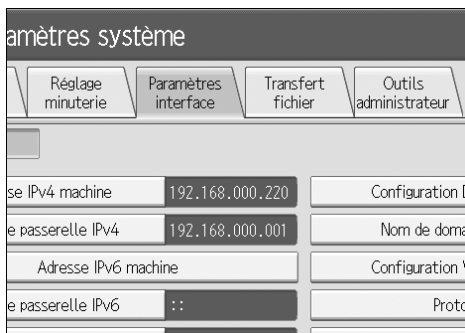 amètres système
Réglage
minuterie
Paramètres
interface
Transfert
fichier
Outils
administrateur
se IPv4 machine
192.168.000.220
Configuration
e passerelle IPv4
192.168.000.001
Nom de doma
Adresse IPv6 machine
Configuration
e passerelle IPv6
::
Proto